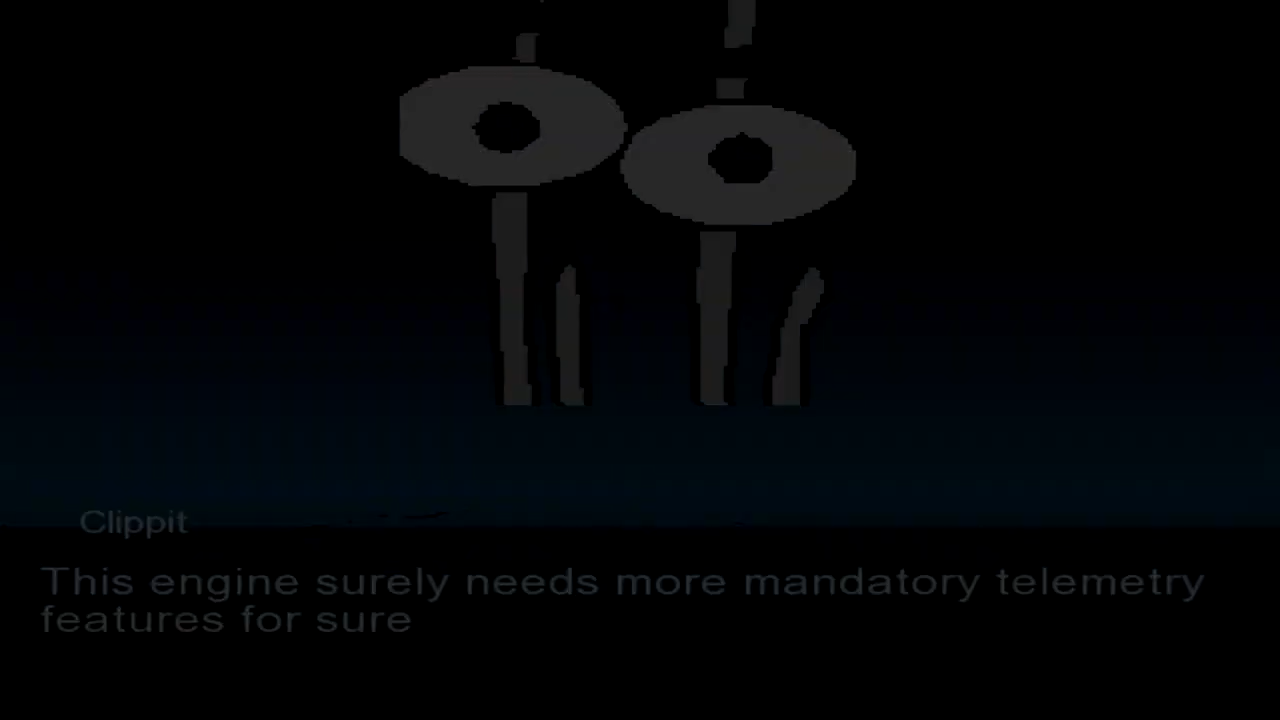 Clippit
This engine surely needs more mandatory telemetry
features for sure